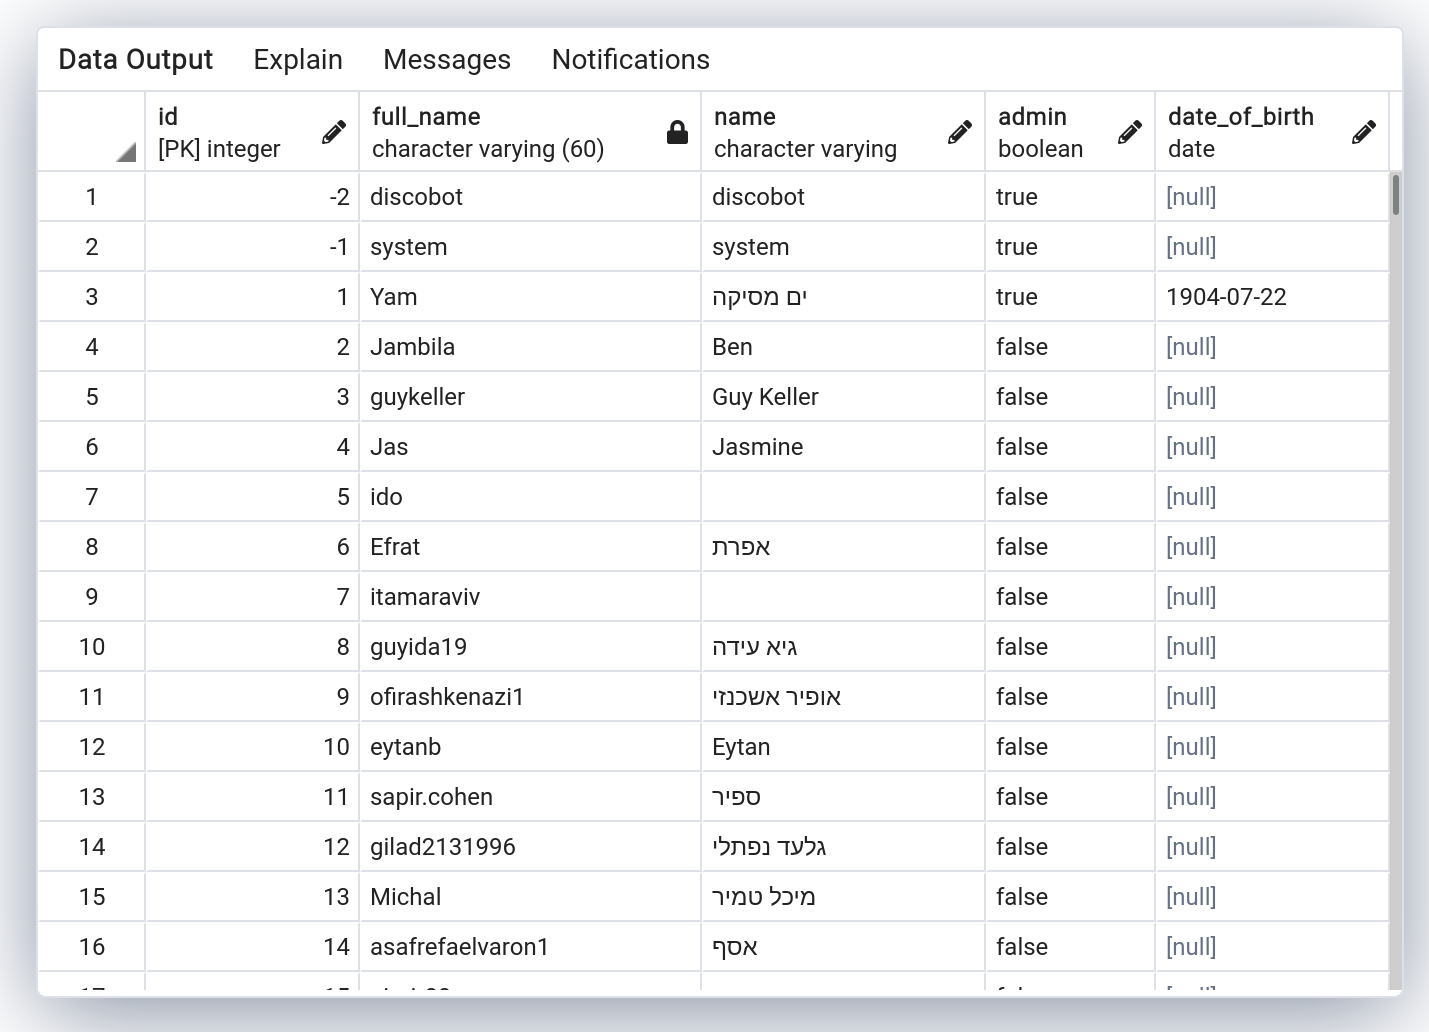 Data Output Explain Messages Notifications
id full_name name admin date_of_birth
[PK] integer character varying (60) character varying boolean date
1 -2 discobot discobot true [null]
2 -1 system system true [null]
3 1 Yam ים מסיקה true 1904-07-22
4 2 Jambila Ben false [null]
5 3 guykeller Guy Keller false [null]
6 4 Jas Jasmine false [null]
7 5 ido false [null]
8 6 Efrat אפרת false [null]
9 7 itamaraviv false [null]
10 8 guyida19 גיא עידה false [null]
11 9 ofirashkenazi1 אופיר אשכנזי false [null]
12 10 eytanb Eytan false [null]
13 11 sapir.cohen ספיר false [null]
14 12 gilad2131996 גלעד נפתלי false [null]
15 13 Michal מיכל טמיר false [null]
16 14 asafrefaelvaron1 אסף false [null]